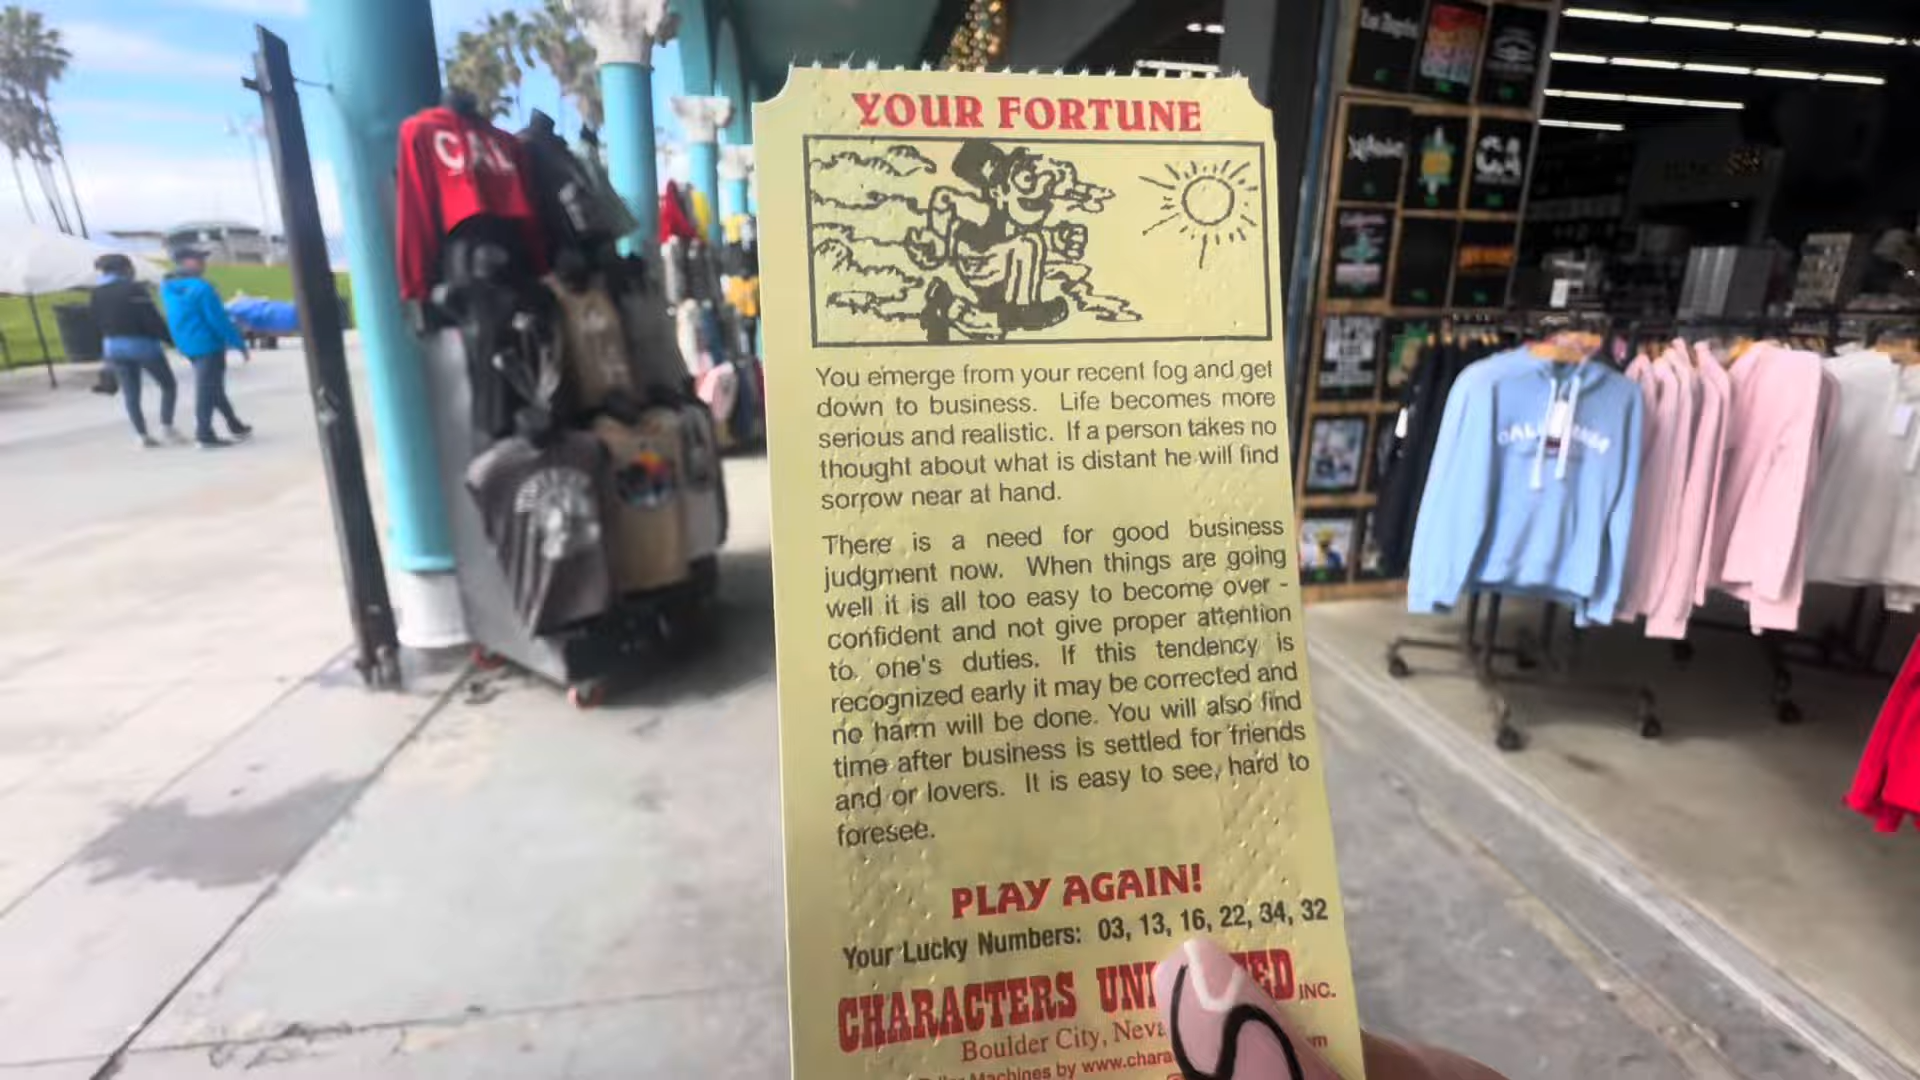 YOUR FORTUNE
You emerge from your recent fog and get
down to business. Life becomes more
serious and realistic. If a person takes no
thought about what is distant he will find
sorrow near at hand.
There is a need for good business
judgment now. When things are going
well it is all too easy to become over -
confident and not give proper attention
to one's duties. If this tendency is
recognized early it may be corrected and
no harm will be done. You will also find
time after business is settled for friends
and or lovers. It is easy to see, hard to
foresee.
PLAY AGAIN!
Your Lucky Numbers: 03, 13, 16, 22, 34, 32
CHARACTERS INC.
Boulder City,
Machines by
CAL
Los Angeles
CA